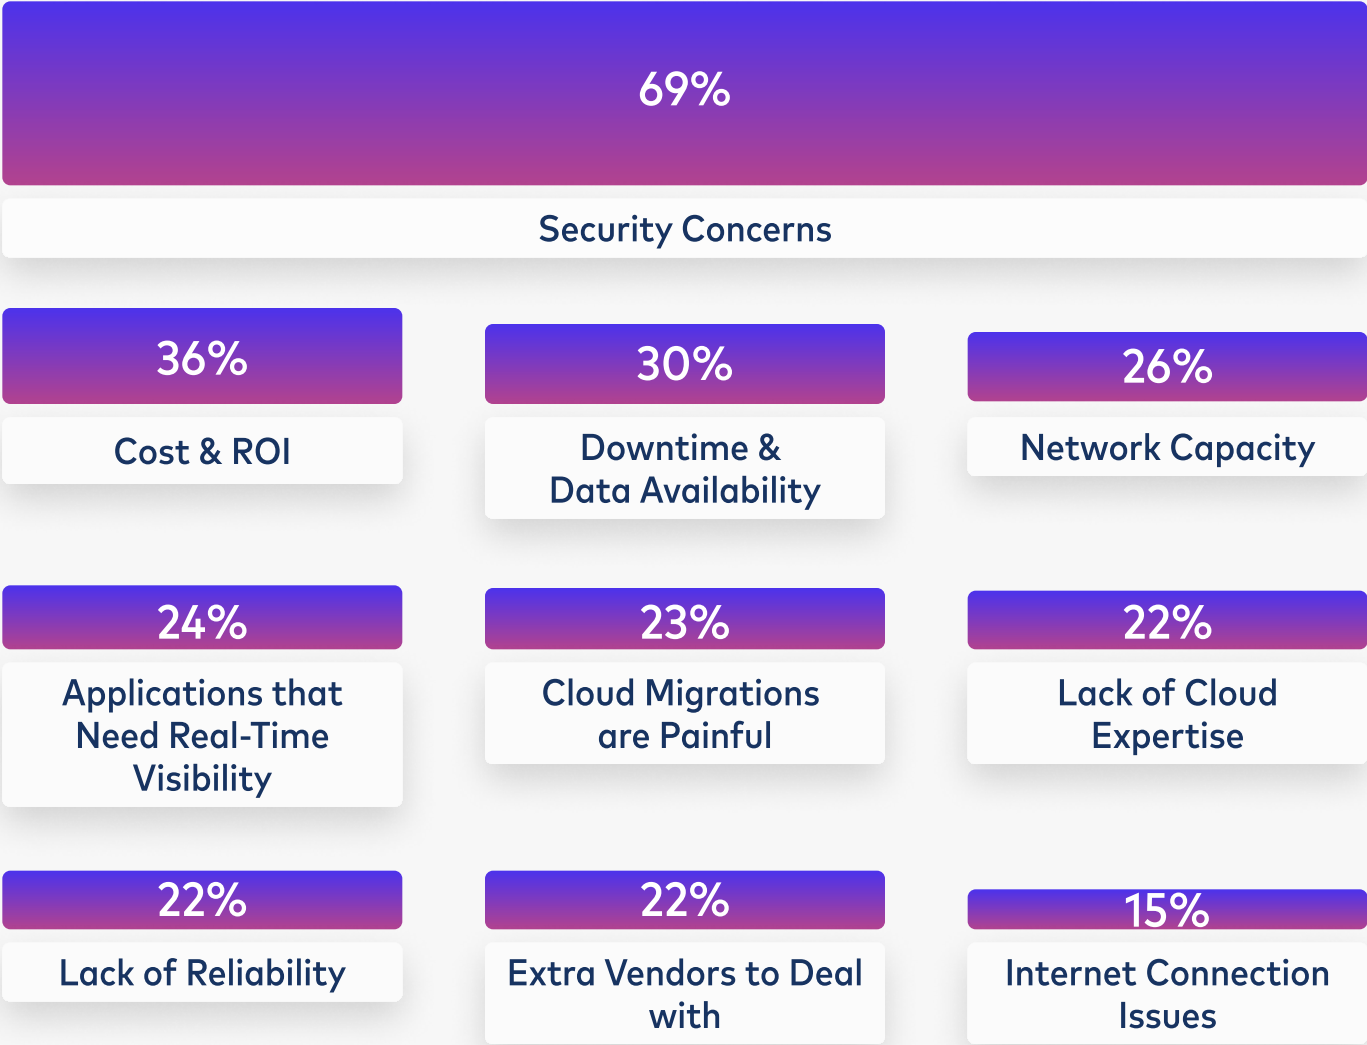 69%
Security Concerns
36%
Cost & ROI
30%
Downtime &
Data Availability
26%
Network Capacity
24%
Applications that
Need Real-Time
Visibility
23%
Cloud Migrations
are Painful
22%
Lack of Cloud
Expertise
22%
Lack of Reliability
22%
Extra Vendors to Deal
with
15%
Internet Connection
Issues